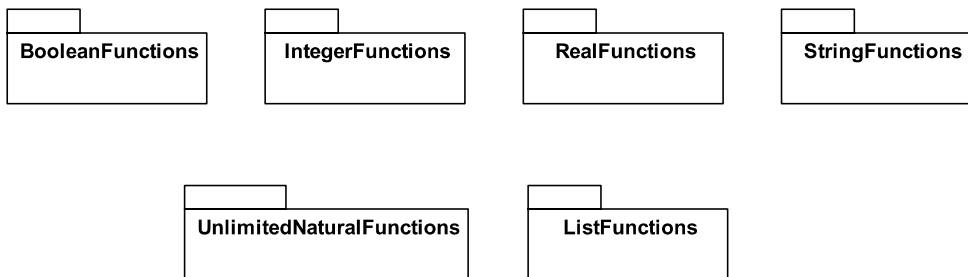 BooleanFunctions
IntegerFunctions
RealFunctions
StringFunctions
UnlimitedNaturalFunctions
ListFunctions